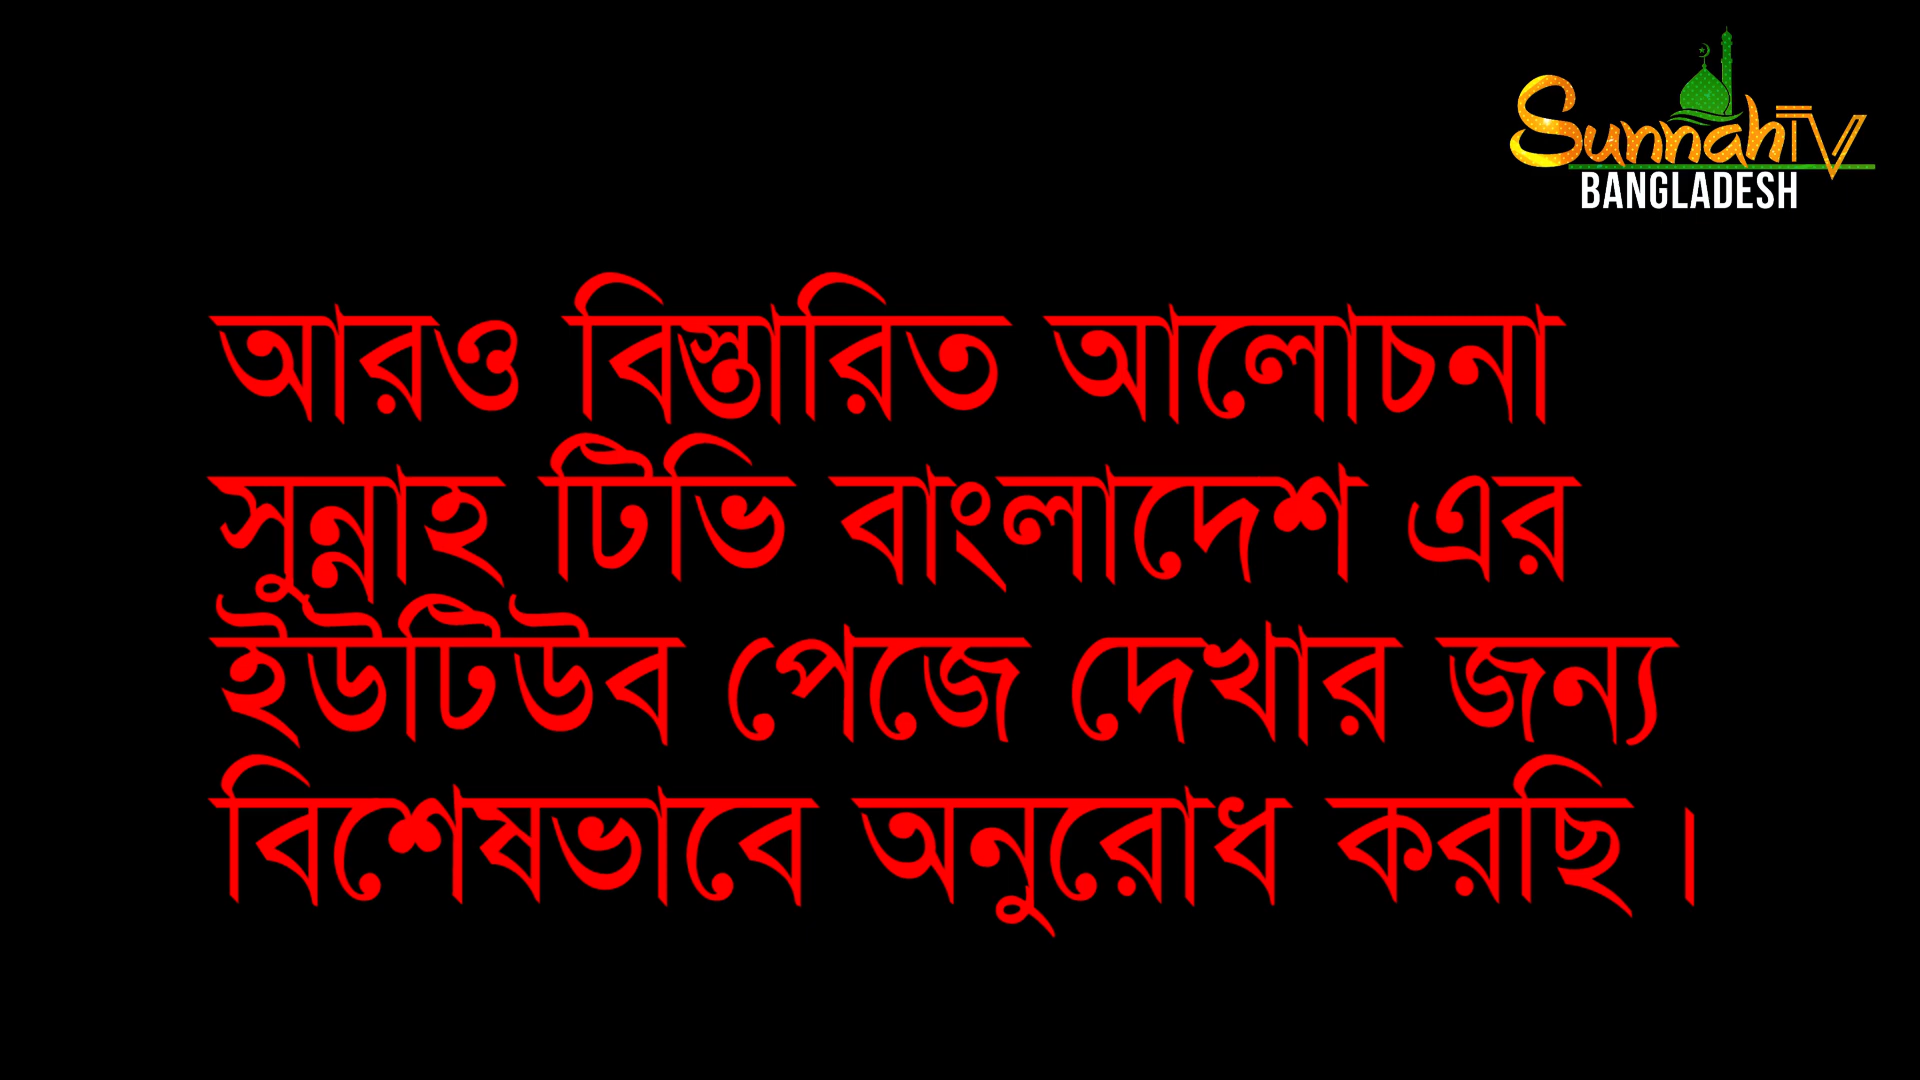 SunnahTV
BANGLADESH
আরও বিস্তারিত আলোচনা
সুন্নাহ টিভি বাংলাদেশ এর
ইউটিউব পেজে দেখার জন্য
বিশেষভাবে অনুরোধ করছি।